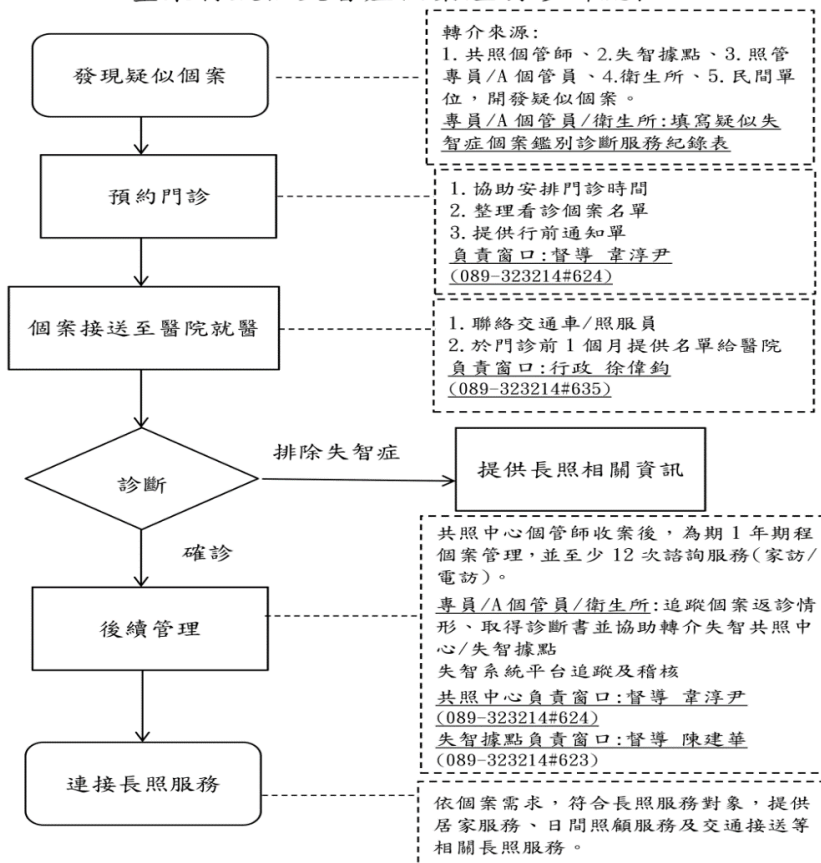 發現疑似個案
轉介來源:
1. 共照個管師、2.失智據點、3. 照管
專員/A 個管員、4.衛生所、5. 民間單
位，開發疑似個案。
專員/A 個管員/衛生所:填寫疑似失
智症個案鑑別診斷服務紀錄表
預約門診
1. 協助安排門診時間
2. 整理看診個案名單
3. 提供行前通知單
負責窗口:督導 韋淳尹
(089-323214#624)
個案接送至醫院就醫
1. 聯絡交通車/照服員
2. 於門診前 1 個月提供名單給醫院
負責窗口:行政 徐偉鈞
(089-323214#635)
診斷
排除失智症
提供長照相關資訊
確診
後續管理
共照中心個管師收案後，為期 1 年期程
個案管理,並至少 12 次諮詢服務(家訪/
電訪)。
專員/A 個管員/衛生所:追蹤個案返診情
形、取得診斷書並協助轉介失智共照中
心/失智據點
失智系統平台追蹤及稽核
共照中心負責窗口:督導 韋淳尹
(089-323214#624)
失智據點負責窗口:督導 陳建華
(089-323214#623)
連接長照服務
依個案需求，符合長照服務對象，提供
居家服務、日間照顧服務及交通接送等
相關長照服務。